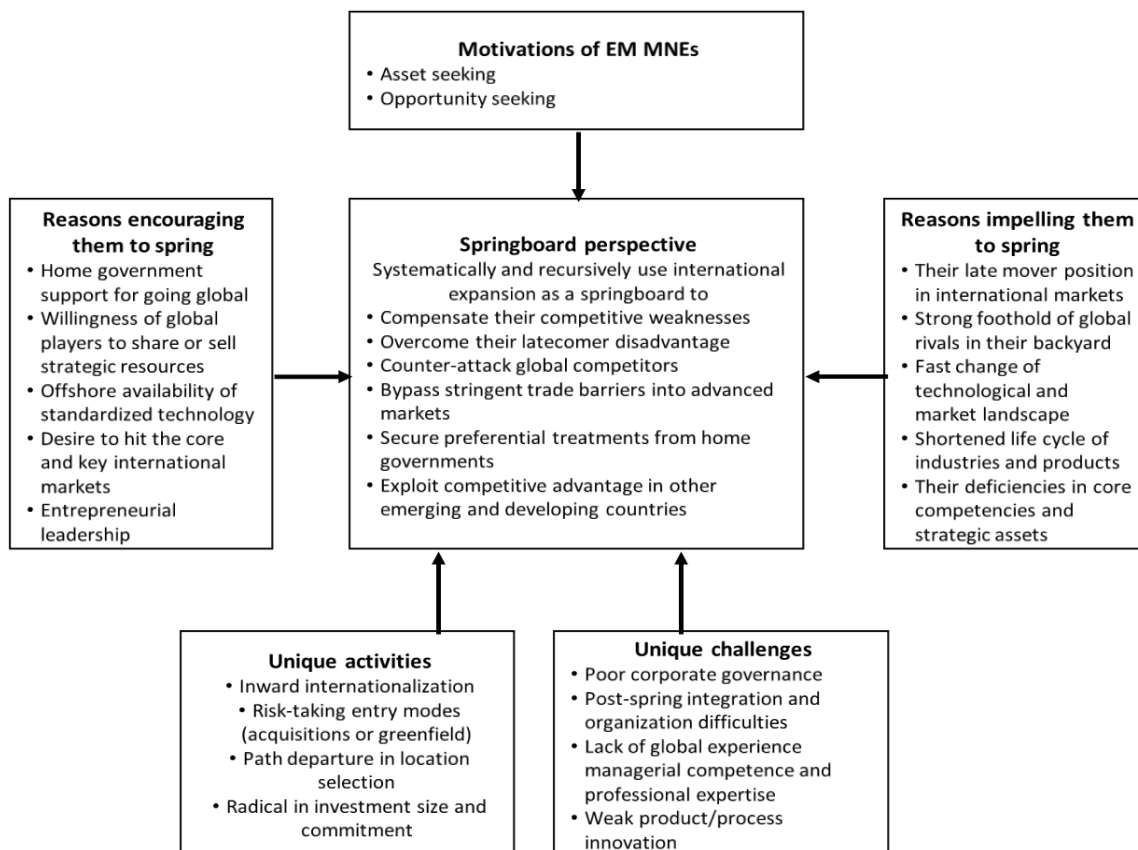 Motivations of EM MNEs
• Asset seeking
• Opportunity seeking
Reasons encouraging
them to spring
• Home government
support for going global
• Willingness of global
players to share or sell
strategic resources
• Offshore availability of
standardized technology
• Desire to hit the core
and key international
markets
• Entrepreneurial
leadership
Springboard perspective
Systematically and recursively use international
expansion as a springboard to
• Compensate their competitive weaknesses
• Overcome their latecomer disadvantage
• Counter-attack global competitors
• Bypass stringent trade barriers into advanced
markets
• Secure preferential treatments from home
governments
• Exploit competitive advantage in other
emerging and developing countries
Reasons impelling them
to spring
• Their late mover position
in international markets
• Strong foothold of global
rivals in their backyard
• Fast change of
technological and
market landscape
• Shortened life cycle of
industries and products
• Their deficiencies in core
competencies and
strategic assets
Unique activities
• Inward internationalization
• Risk-taking entry modes
(acquisitions or greenfield)
• Path departure in location
selection
• Radical in investment size and
commitment
Unique challenges
• Poor corporate governance
• Post-spring integration and
organization difficulties
• Lack of global experience
managerial competence and
professional expertise
• Weak product/process
innovation